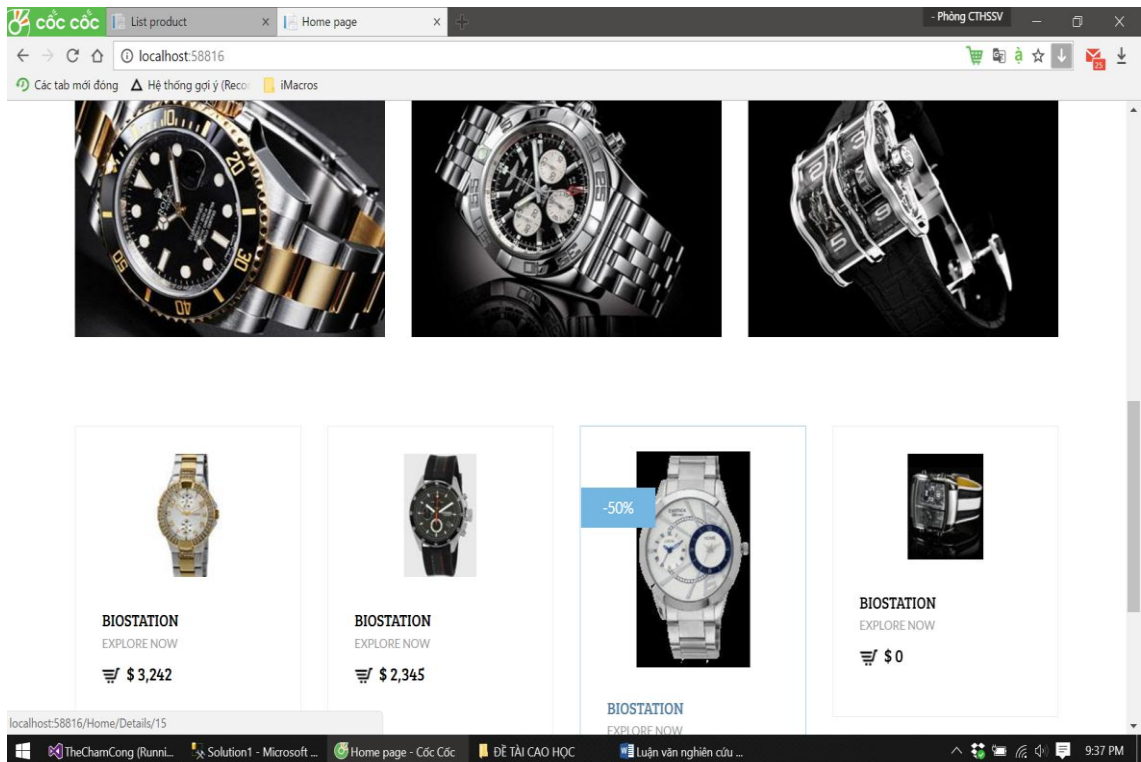 cốc cốc List product Home page - Phòng CTHSSV
localhost:58816
25
Các tab mới đóng Hệ thống gợi ý (Reco iMacros
-50%
BIOSTATION
EXPLORE NOW
$ 3,242
BIOSTATION
EXPLORE NOW
$ 2,345
BIOSTATION
EXPLORE NOW
BIOSTATION
EXPLORE NOW
$ 0
localhost:58816/Home/Details/15
TheChamCong (Runni... Solution1 - Microsoft ... Home page - Cốc Cốc ĐỀ TÀI CAO HỌC Luận văn nghiên cứu ... 9:37 PM